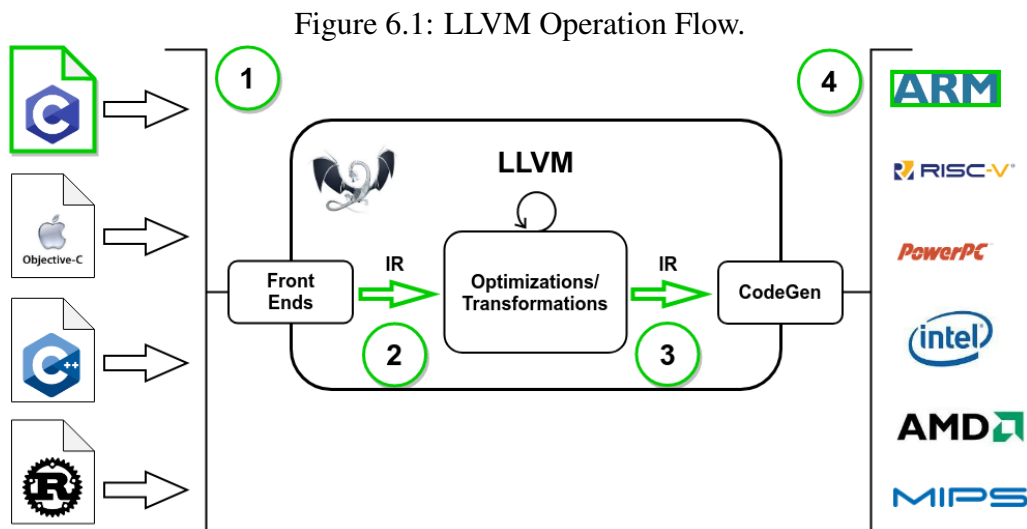 Figure 6.1: LLVM Operation Flow.
1
4
C
ARM
LLVM
RISC-V®
Objective-C
PowerPC™
Front
Ends
IR
Optimizations/
Transformations
IR
CodeGen
intel
2
3
C++
AMD
R
MIPS